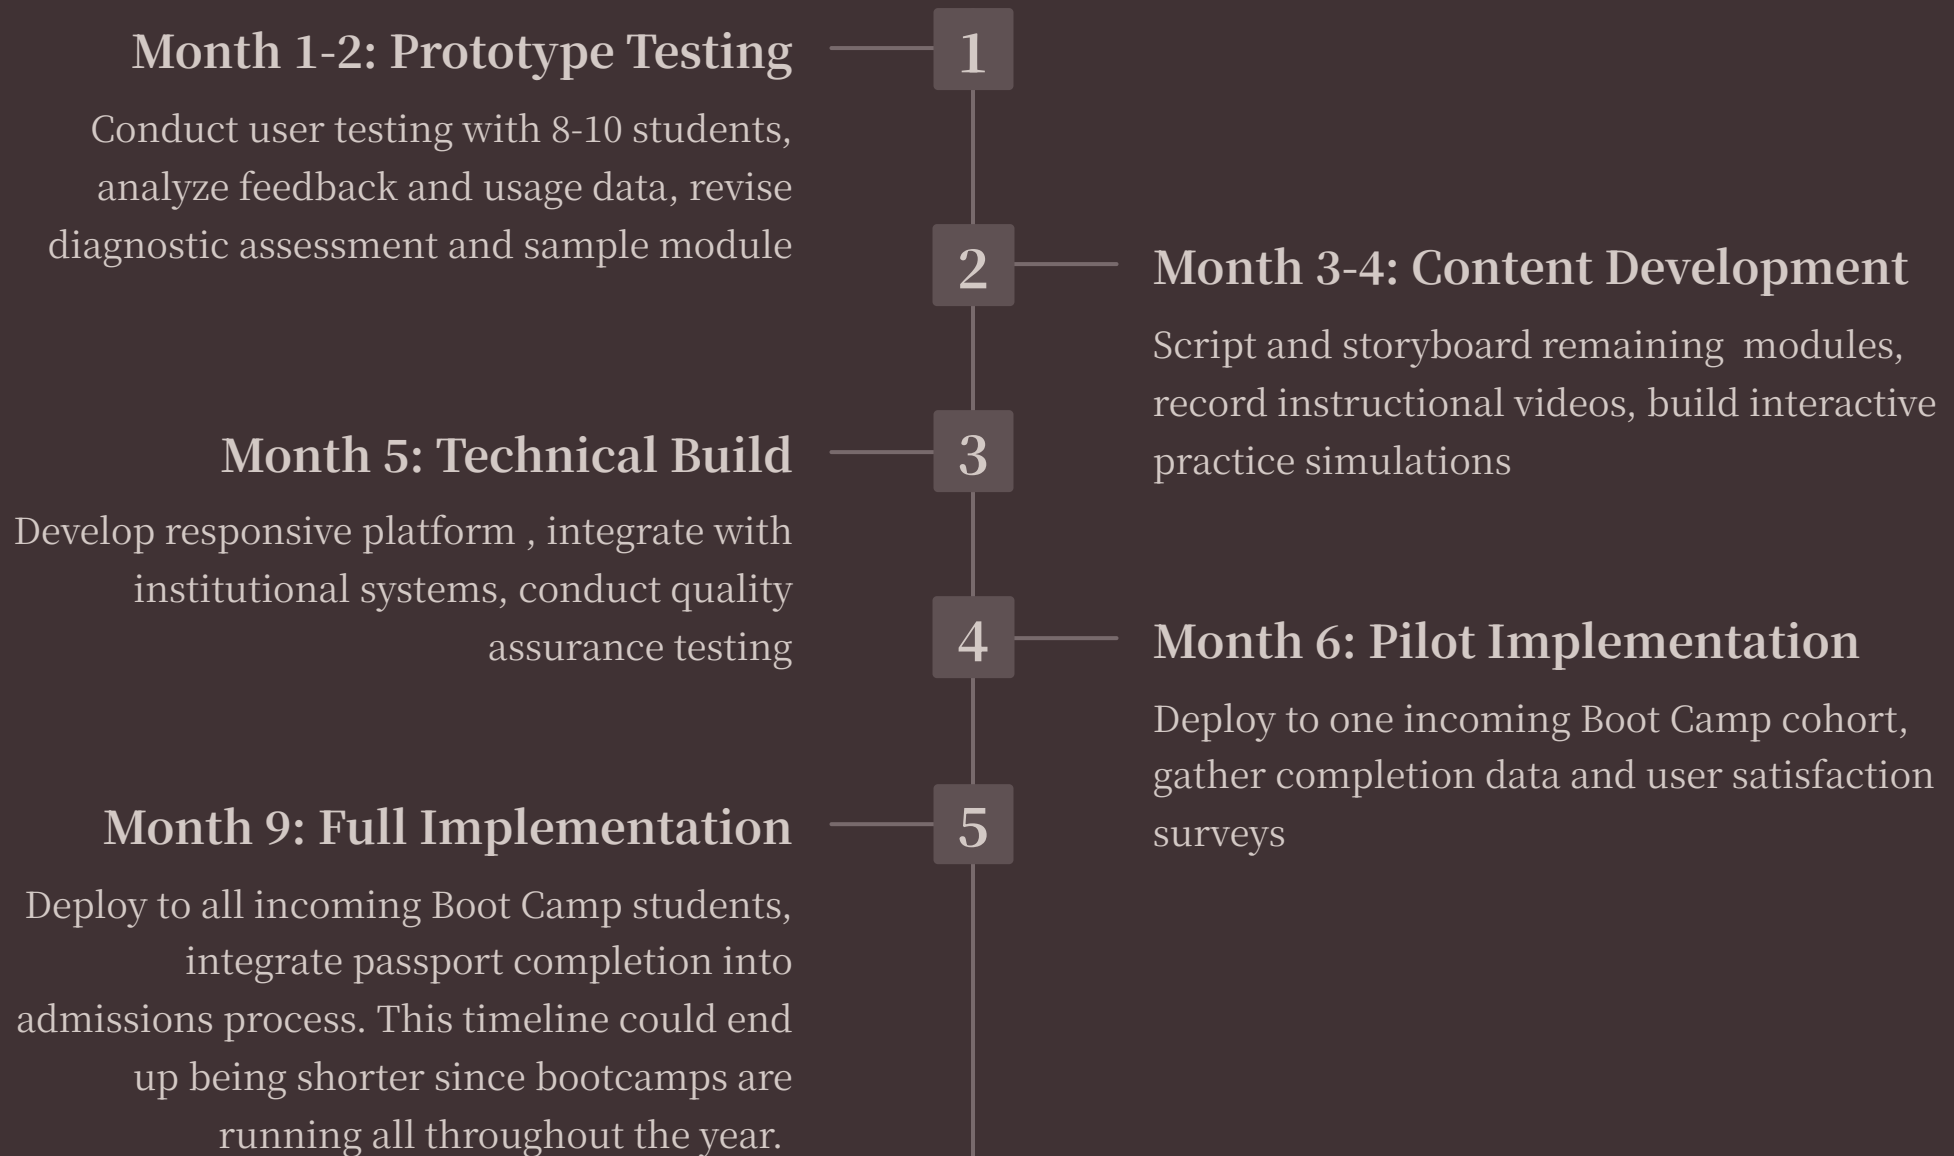 Month 1-2: Prototype Testing
1
Conduct user testing with 8-10 students,
analyze feedback and usage data, revise
diagnostic assessment and sample module
2
Month 3-4: Content Development
Script and storyboard remaining  modules,
record instructional videos, build interactive
practice simulations
Month 5: Technical Build
3
Develop responsive platform , integrate with
institutional systems, conduct quality
assurance testing
4
Month 6: Pilot Implementation
Deploy to one incoming Boot Camp cohort,
gather completion data and user satisfaction
surveys
Month 9: Full Implementation
5
Deploy to all incoming Boot Camp students,
integrate passport completion into
admissions process. This timeline could end
up being shorter since bootcamps are
running all throughout the year.